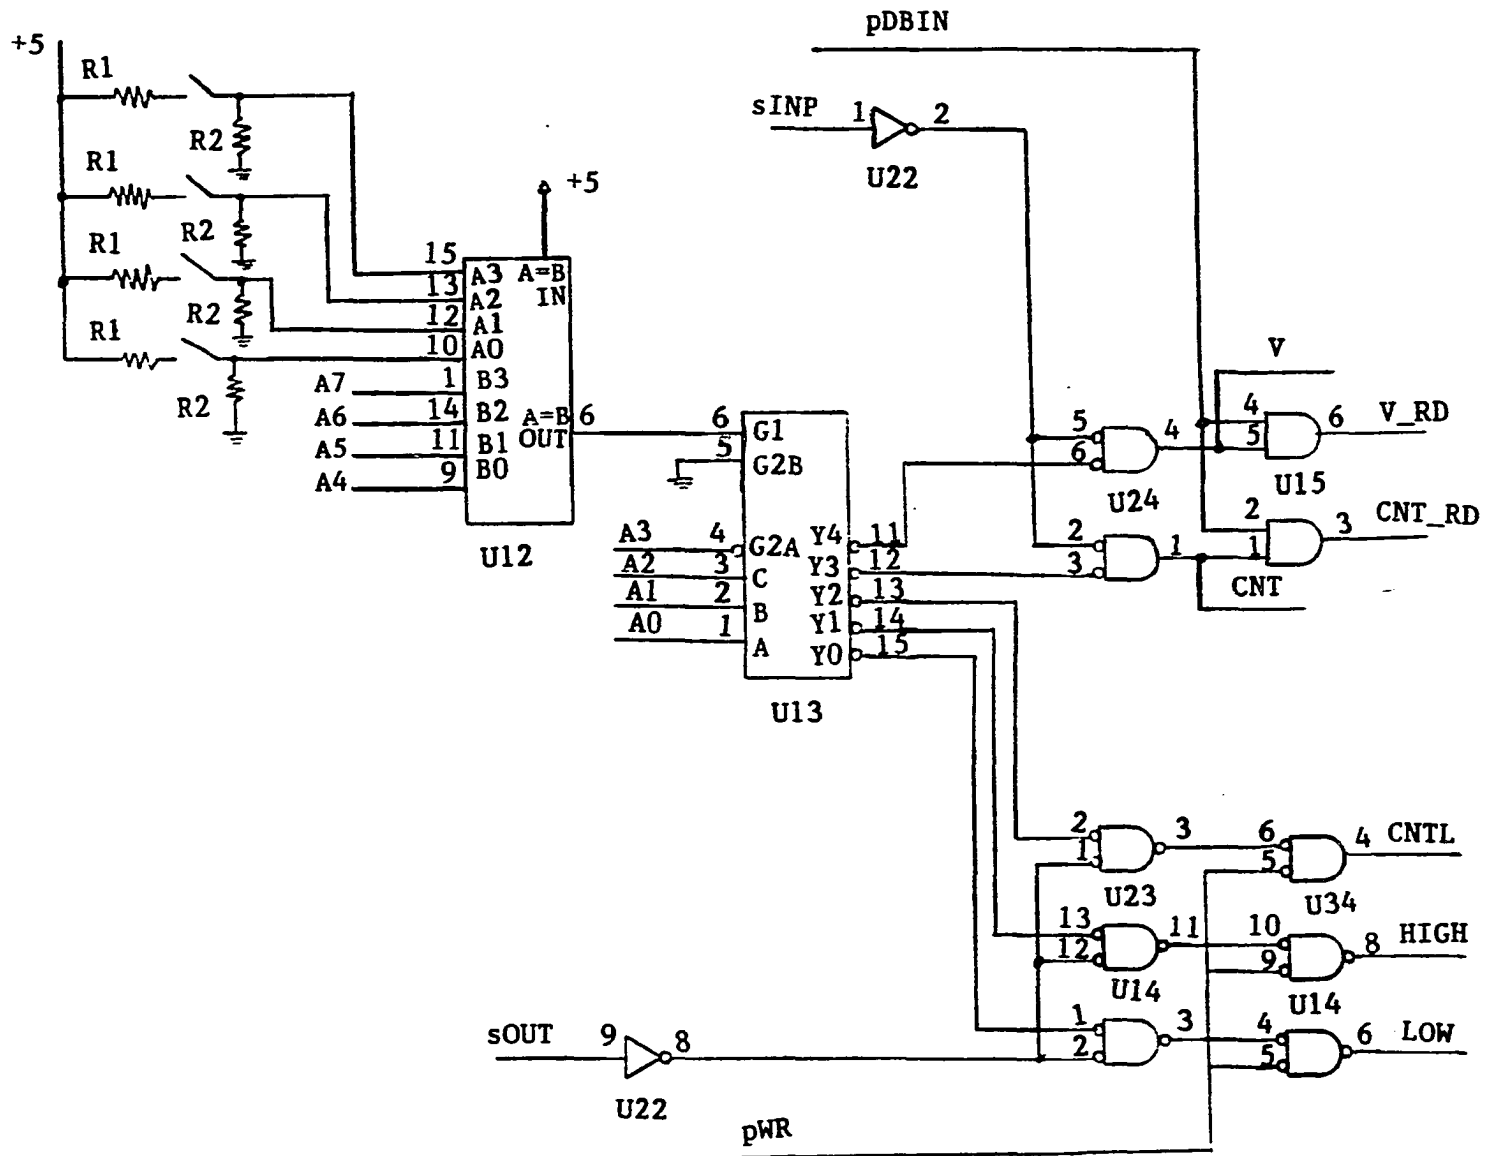 pDBIN
+5
R1
R2
sINP 1 2
U22
R1
R2
+5
R1
R2
R1
R2
15 A3 A=B IN
13 A2
12 A1
10 A0
A7 1 B3
A6 14 B2 A=B OUT 6
A5 11 B1
A4 9 B0
U12
6 G1
5 G2B
A3 4 G2A Y4 11
A2 3 C Y3 12
A1 2 B Y2 13
A0 1 A Y1 14
Y0 15
U13
V
5 4
6
U24
4 6 V_RD
5
U15
2 1
3
2 3 CNT_RD
1
CNT
2 3
1
U23
6 4 CNTL
5
U34
13 11
12
U14
10 8 HIGH
9
U14
1 3
2
4 6 LOW
5
sOUT 9 8
U22
pWR